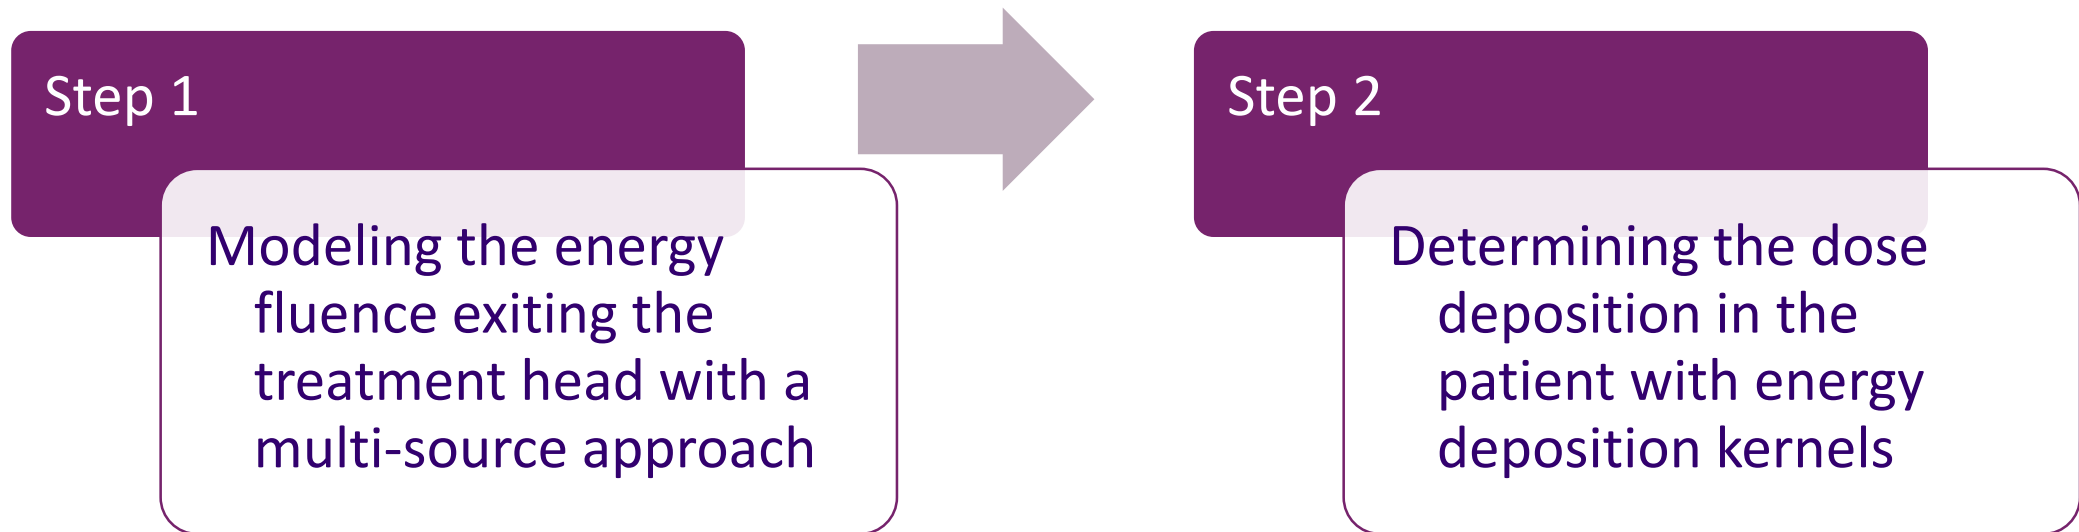 Step 1
Modeling the energy
fluence exiting the
treatment head with a
multi-source approach
Step 2
Determining the dose
deposition in the
patient with energy
deposition kernels